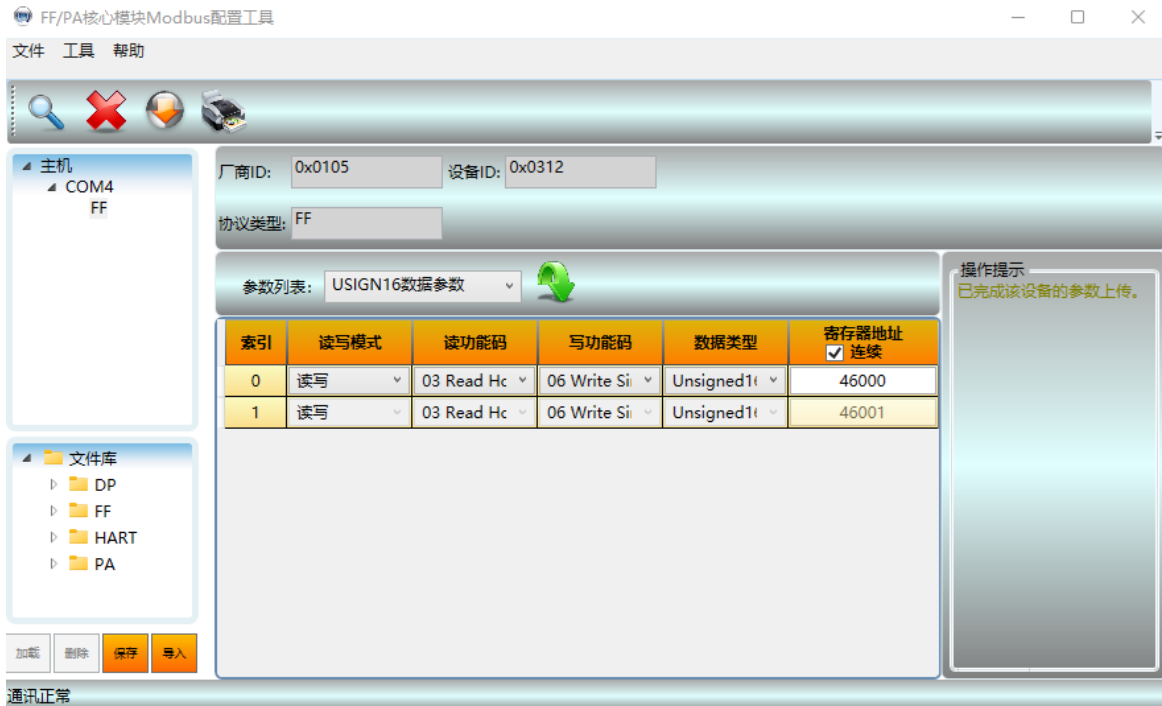 FF/PA核心模块Modbus配置工具
文件 工具 帮助
主机
COM4
FF
厂商ID: 0x0105 设备ID: 0x0312
协议类型: FF
参数列表: USIGN16数据参数
索引 读写模式 读功能码 写功能码 数据类型 寄存器地址
连续
0 读写 03 Read Hc 06 Write Si 46000
1 读写 03 Read Hc 06 Write Si 46001
操作提示
已完成该设备的参数上传。
文件库
DP
FF
HART
PA
加载 删除 保存 导入
通讯正常